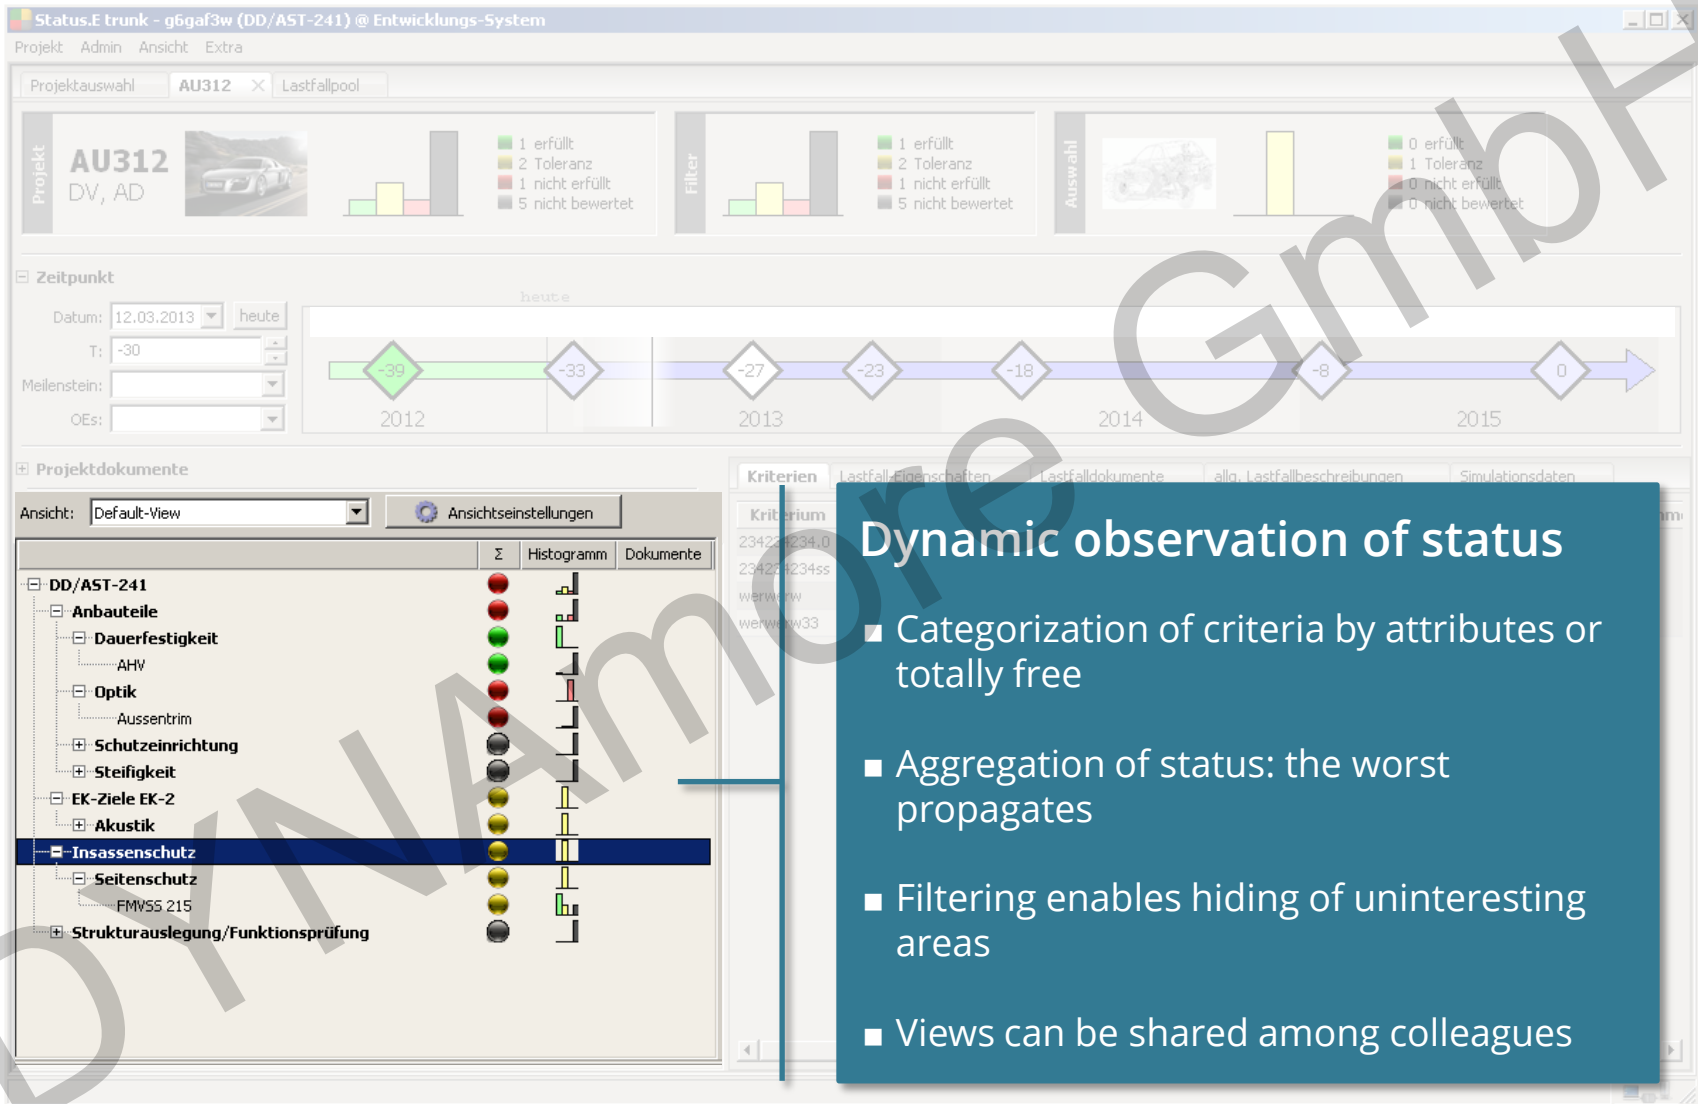 Status.E trunk - g6gaf3w (DD/AST-241) @ Entwicklungs-System
Projekt Admin Ansicht Extra
Projektauswahl AU312 Lastfallpool
Projekt
AU312
DV, AD
1 erfüllt
2 Toleranz
1 nicht erfüllt
5 nicht bewertet
Filter
1 erfüllt
2 Toleranz
1 nicht erfüllt
5 nicht bewertet
Auswahl
0 erfüllt
1 Toleranz
0 nicht erfüllt
0 nicht bewertet
Zeitpunkt
heute
Datum: 12.03.2013 heute
T: -30
Meilenstein:
OEs:
-39 -33 -27 -23 -18 -8 0
2012 2013 2014 2015
Projektdokumente
Kriterien Lastfall-Eigenschaften Lastfalldokumente allg. Lastfallbeschreibungen Simulationsdaten
Ansicht: Default-View Ansichtseinstellungen
Σ Histogramm Dokumente
DD/AST-241
Anbauteile
Dauerfestigkeit
AHV
Optik
Aussentrim
Schutzeinrichtung
Steifigkeit
EK-Ziele EK-2
Akustik
Insassenschutz
Seitenschutz
FMVSS 215
Strukturauslegung/Funktionsprüfung
Kriterium
234234234.0
234234234ss
werwerw
werwerw33
Dynamic observation of status
▪ Categorization of criteria by attributes or
totally free
▪ Aggregation of status: the worst
propagates
▪ Filtering enables hiding of uninteresting
areas
▪ Views can be shared among colleagues
DYNAmore GmbH